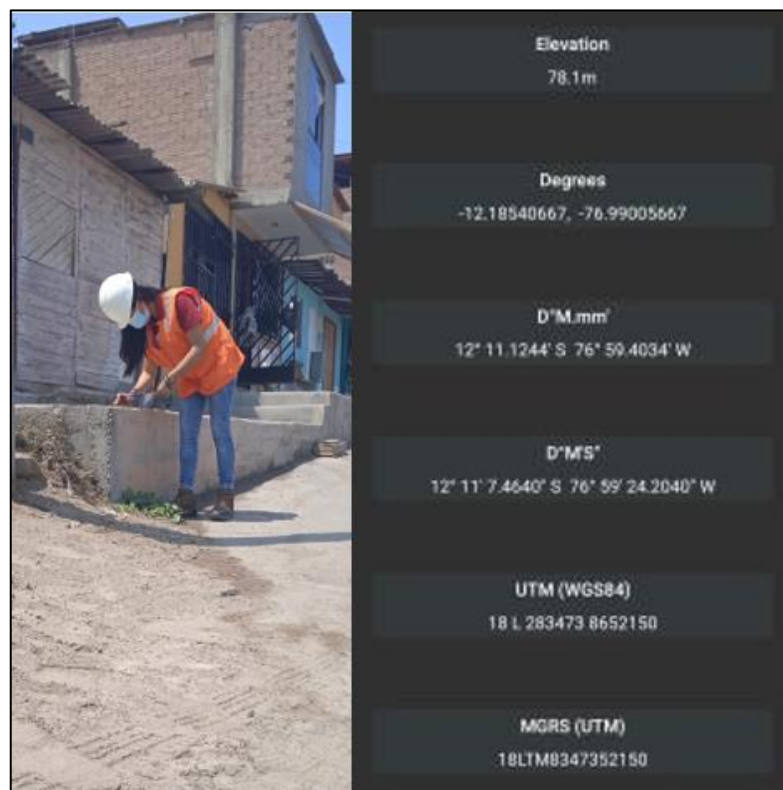 Elevation
78.1m
Degrees
-12.18540667, -76.99005667
D°M.mm'
12° 11.1244' S 76° 59.4034' W
D°M'S"
12° 11' 7.4640" S 76° 59' 24.2040" W
UTM (WGS84)
18 L 283473 8652150
MGRS (UTM)
18LTM8347352150